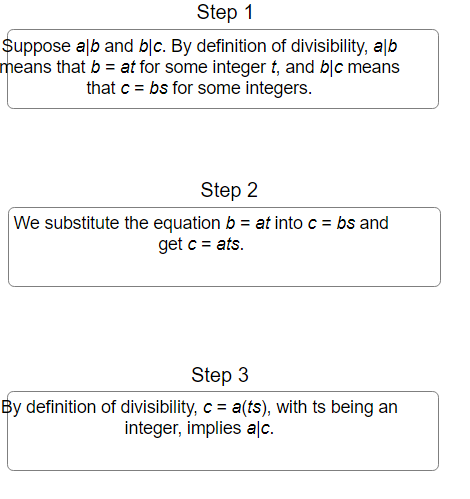 Step 1
Suppose a|b and b|c. By definition of divisibility, a|b
means that b = at for some integer t, and b|c means
that c = bs for some integers.
Step 2
We substitute the equation b = at into c = bs and
get c = ats.
Step 3
By definition of divisibility, c = a(ts), with ts being an
integer, implies a|c.